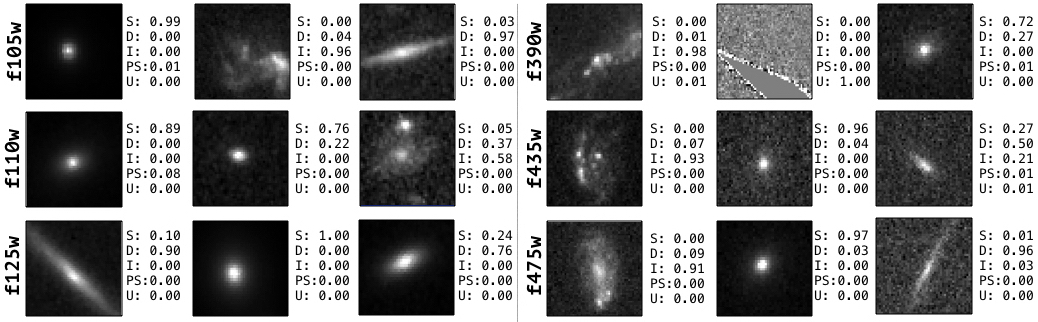 f105w
S: 0.99
D: 0.00
I: 0.00
PS:0.01
U: 0.00
S: 0.00
D: 0.04
I: 0.96
PS:0.00
U: 0.00
S: 0.03
D: 0.97
I: 0.00
PS:0.00
U: 0.00
f390w
S: 0.00
D: 0.01
I: 0.98
PS:0.00
U: 0.01
S: 0.00
D: 0.00
I: 0.00
PS:0.00
U: 1.00
S: 0.72
D: 0.27
I: 0.00
PS:0.00
U: 0.00
f110w
S: 0.89
D: 0.00
I: 0.00
PS:0.08
U: 0.00
S: 0.76
D: 0.22
I: 0.00
PS:0.00
U: 0.00
S: 0.05
D: 0.37
I: 0.58
PS:0.00
U: 0.00
f435w
S: 0.00
D: 0.07
I: 0.93
PS:0.00
U: 0.00
S: 0.96
D: 0.04
I: 0.00
PS:0.00
U: 0.00
S: 0.27
D: 0.50
I: 0.21
PS:0.01
U: 0.01
f125w
S: 0.10
D: 0.90
I: 0.00
PS:0.00
U: 0.00
S: 1.00
D: 0.00
I: 0.00
PS:0.00
U: 0.00
S: 0.24
D: 0.76
I: 0.00
PS:0.00
U: 0.00
f475w
S: 0.00
D: 0.09
I: 0.91
PS:0.00
U: 0.00
S: 0.97
D: 0.03
I: 0.00
PS:0.00
U: 0.00
S: 0.01
D: 0.96
I: 0.03
PS:0.00
U: 0.00